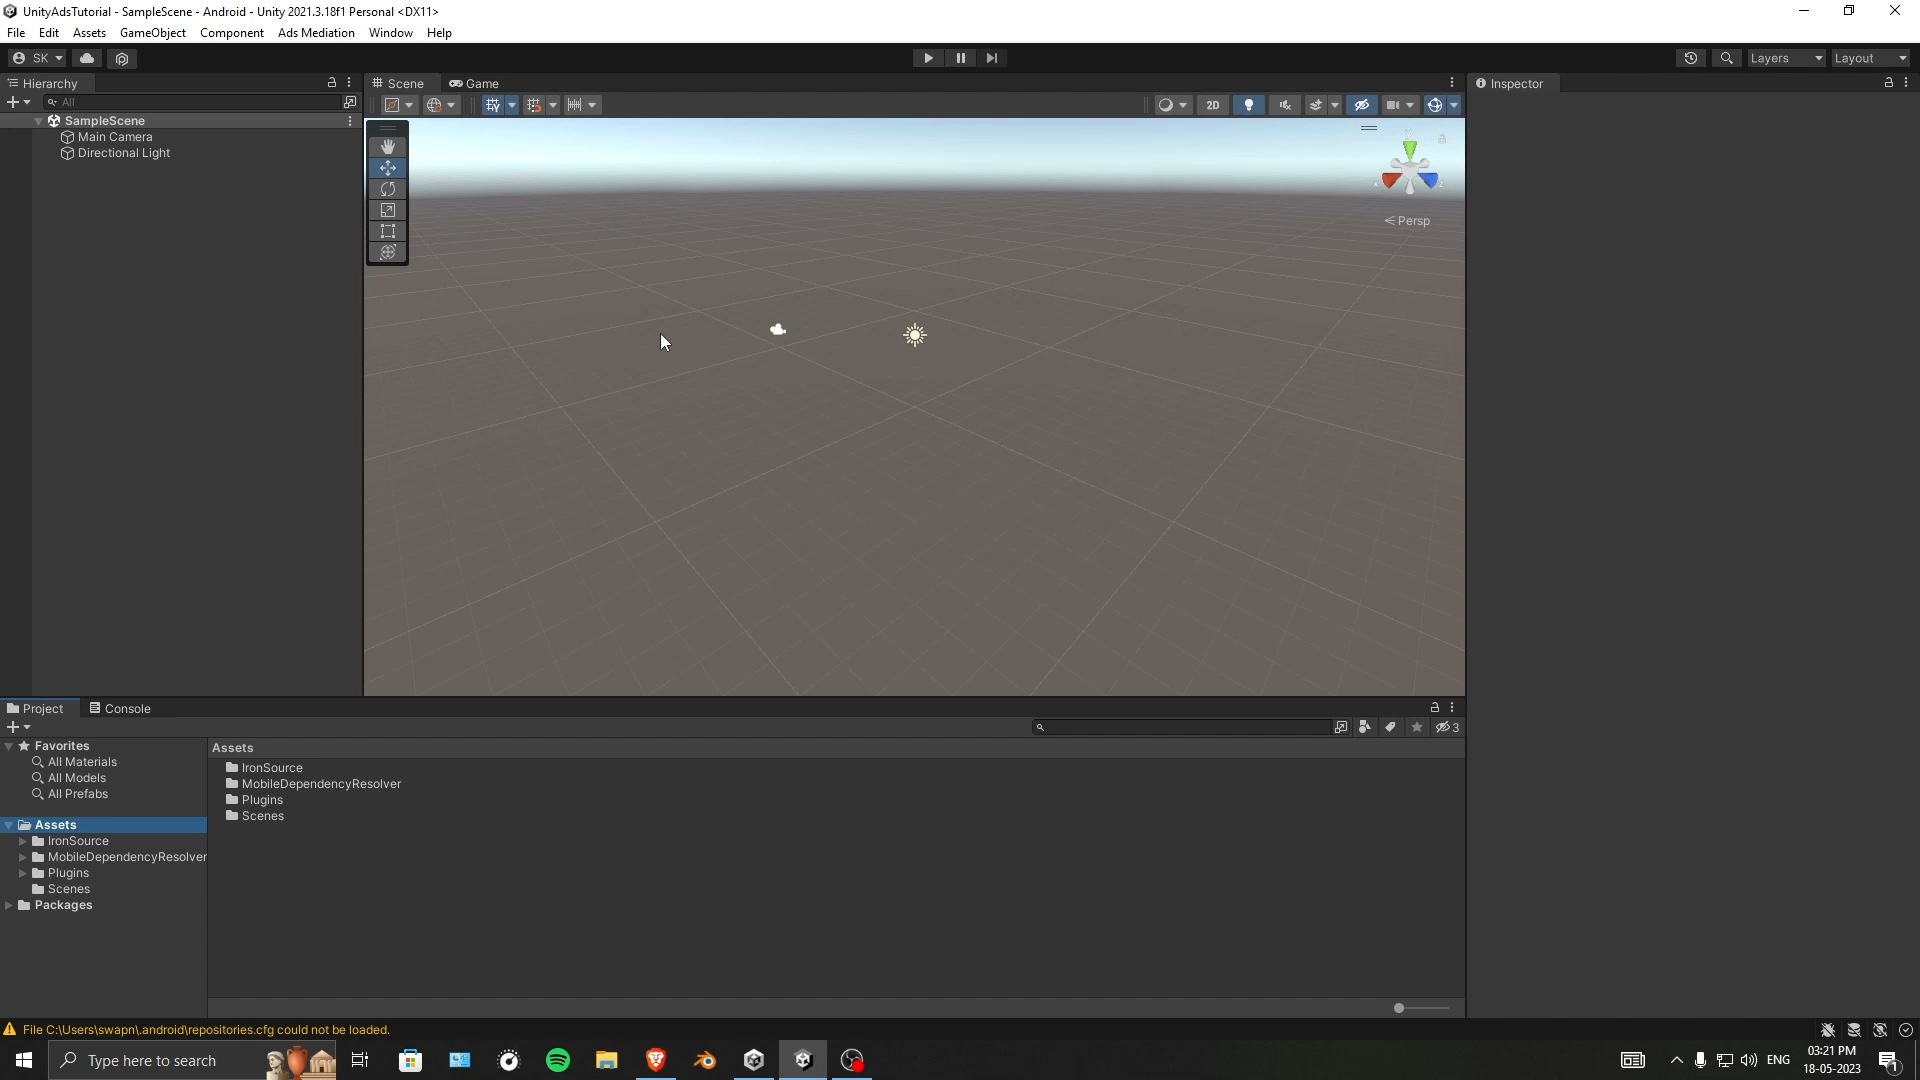 UnityAdsTutorial - SampleScene - Android - Unity 2021.3.18f1 Personal <DX11>
File Edit Assets GameObject Component Ads Mediation Window Help
SK Layers Layout
Hierarchy Scene Game Inspector
All 2D
SampleScene
Main Camera
Directional Light
Persp
Project Console
3
Favorites
All Materials
All Models
All Prefabs
Assets
IronSource
MobileDependencyResolver
Plugins
Scenes
Packages
Assets
IronSource
MobileDependencyResolver
Plugins
Scenes
File C:\Users\swapn\.android\repositories.cfg could not be loaded.
Type here to search
ENG
03:21 PM
18-05-2023
1